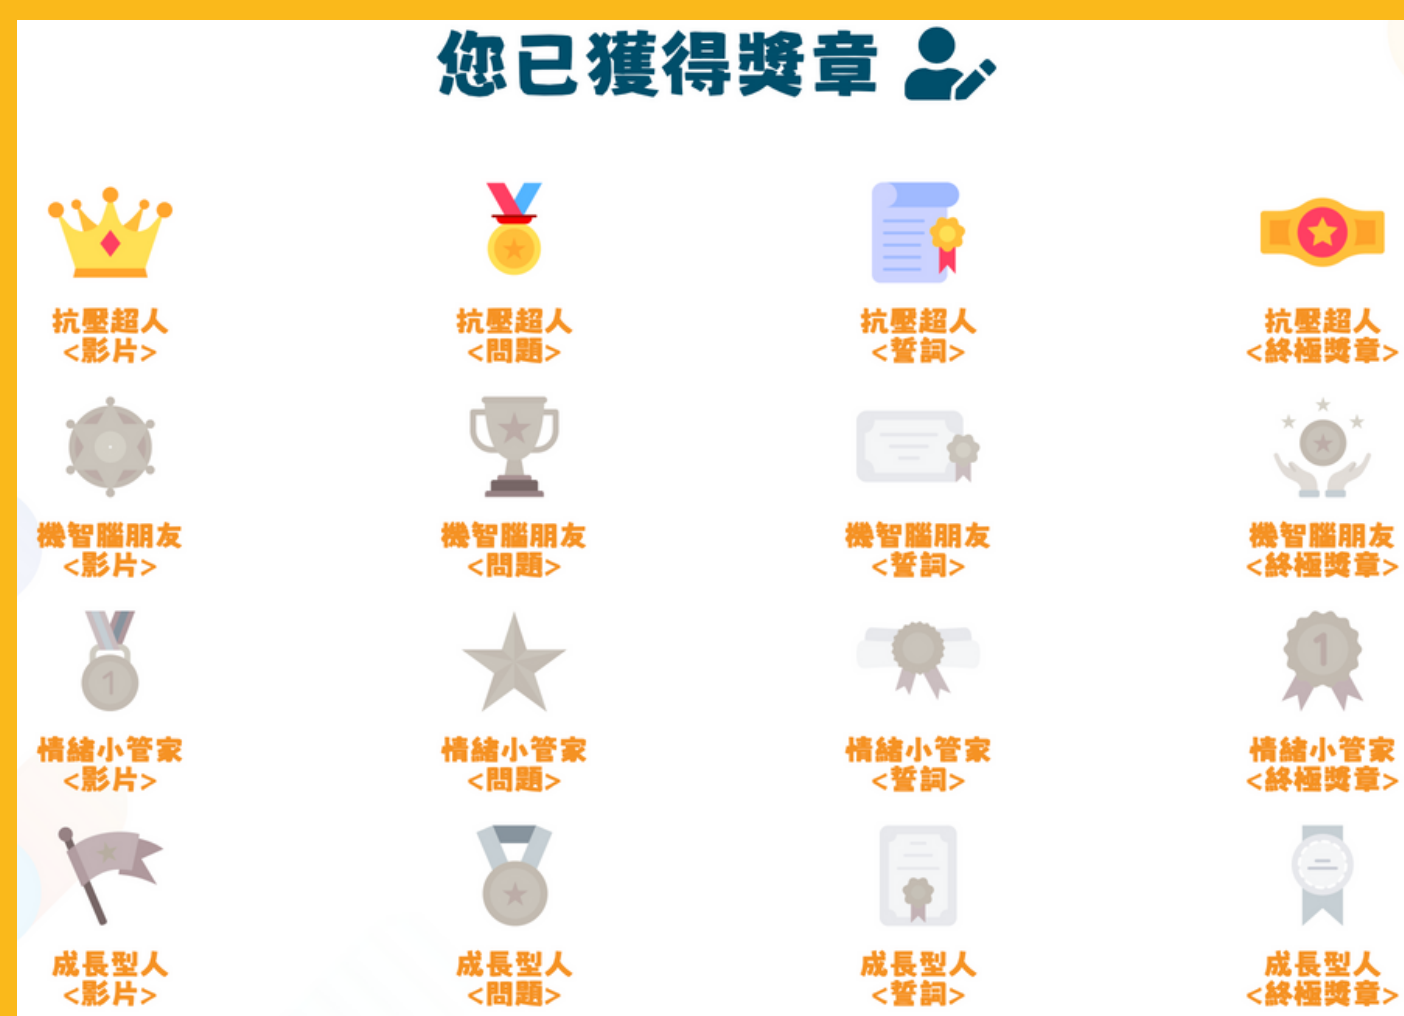 您已獲得獎章
抗壓超人
<影片>
抗壓超人
<問題>
抗壓超人
<誓詞>
抗壓超人
<終極獎章>
機智腦朋友
<影片>
機智腦朋友
<問題>
機智腦朋友
<誓詞>
機智腦朋友
<終極獎章>
1
1
情緒小管家
<影片>
情緒小管家
<問題>
情緒小管家
<誓詞>
情緒小管家
<終極獎章>
成長型人
<影片>
成長型人
<問題>
成長型人
<誓詞>
成長型人
<終極獎章>